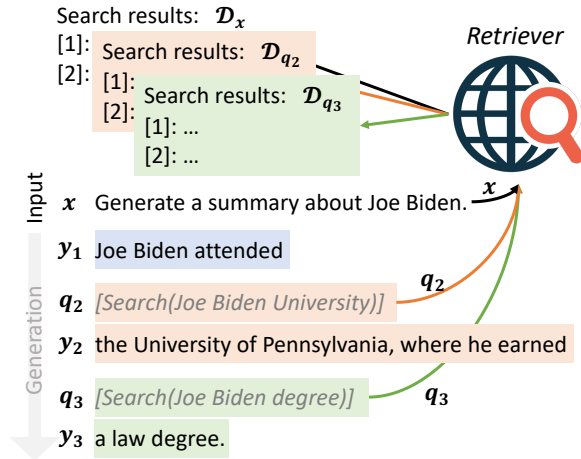 Search results: 𝓓x
[1]:
[2]:
Search results: 𝓓q2
[1]:
[2]:
Search results: 𝓓q3
[1]: ...
[2]: ...
Retriever
Input
x Generate a summary about Joe Biden.
x
Generation
y1 Joe Biden attended
q2 [Search(Joe Biden University)]
q2
y2 the University of Pennsylvania, where he earned
q3 [Search(Joe Biden degree)]
q3
y3 a law degree.